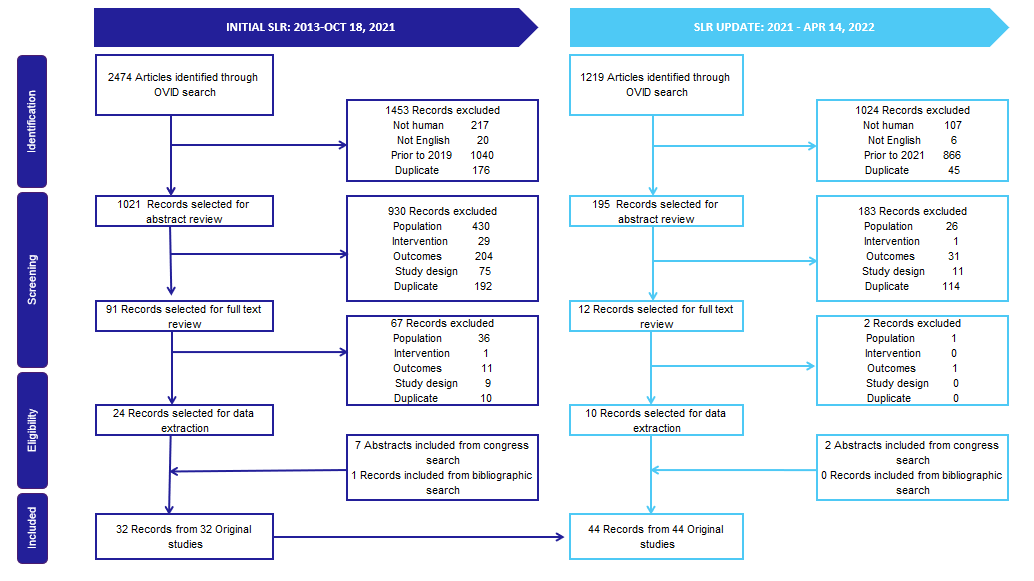 INITIAL SLR: 2013-OCT 18, 2021
SLR UPDATE: 2021 - APR 14, 2022
Identification
2474 Articles identified through
OVID search
1453 Records excluded
Not human 217
Not English 20
Prior to 2019 1040
Duplicate 176
1219 Articles identified through
OVID search
1024 Records excluded
Not human 107
Not English 6
Prior to 2021 866
Duplicate 45
Screening
1021 Records selected for
abstract review
930 Records excluded
Population 430
Intervention 29
Outcomes 204
Study design 75
Duplicate 192
195 Records selected for
abstract review
183 Records excluded
Population 26
Intervention 1
Outcomes 31
Study design 11
Duplicate 114
91 Records selected for full text
review
67 Records excluded
Population 36
Intervention 1
Outcomes 11
Study design 9
Duplicate 10
12 Records selected for full text
review
2 Records excluded
Population 1
Intervention 0
Outcomes 1
Study design 0
Duplicate 0
Eligibility
24 Records selected for data
extraction
7 Abstracts included from congress
search
1 Records included from bibliographic
search
10 Records selected for data
extraction
2 Abstracts included from congress
search
0 Records included from bibliographic
search
Included
32 Records from 32 Original
studies
44 Records from 44 Original
studies